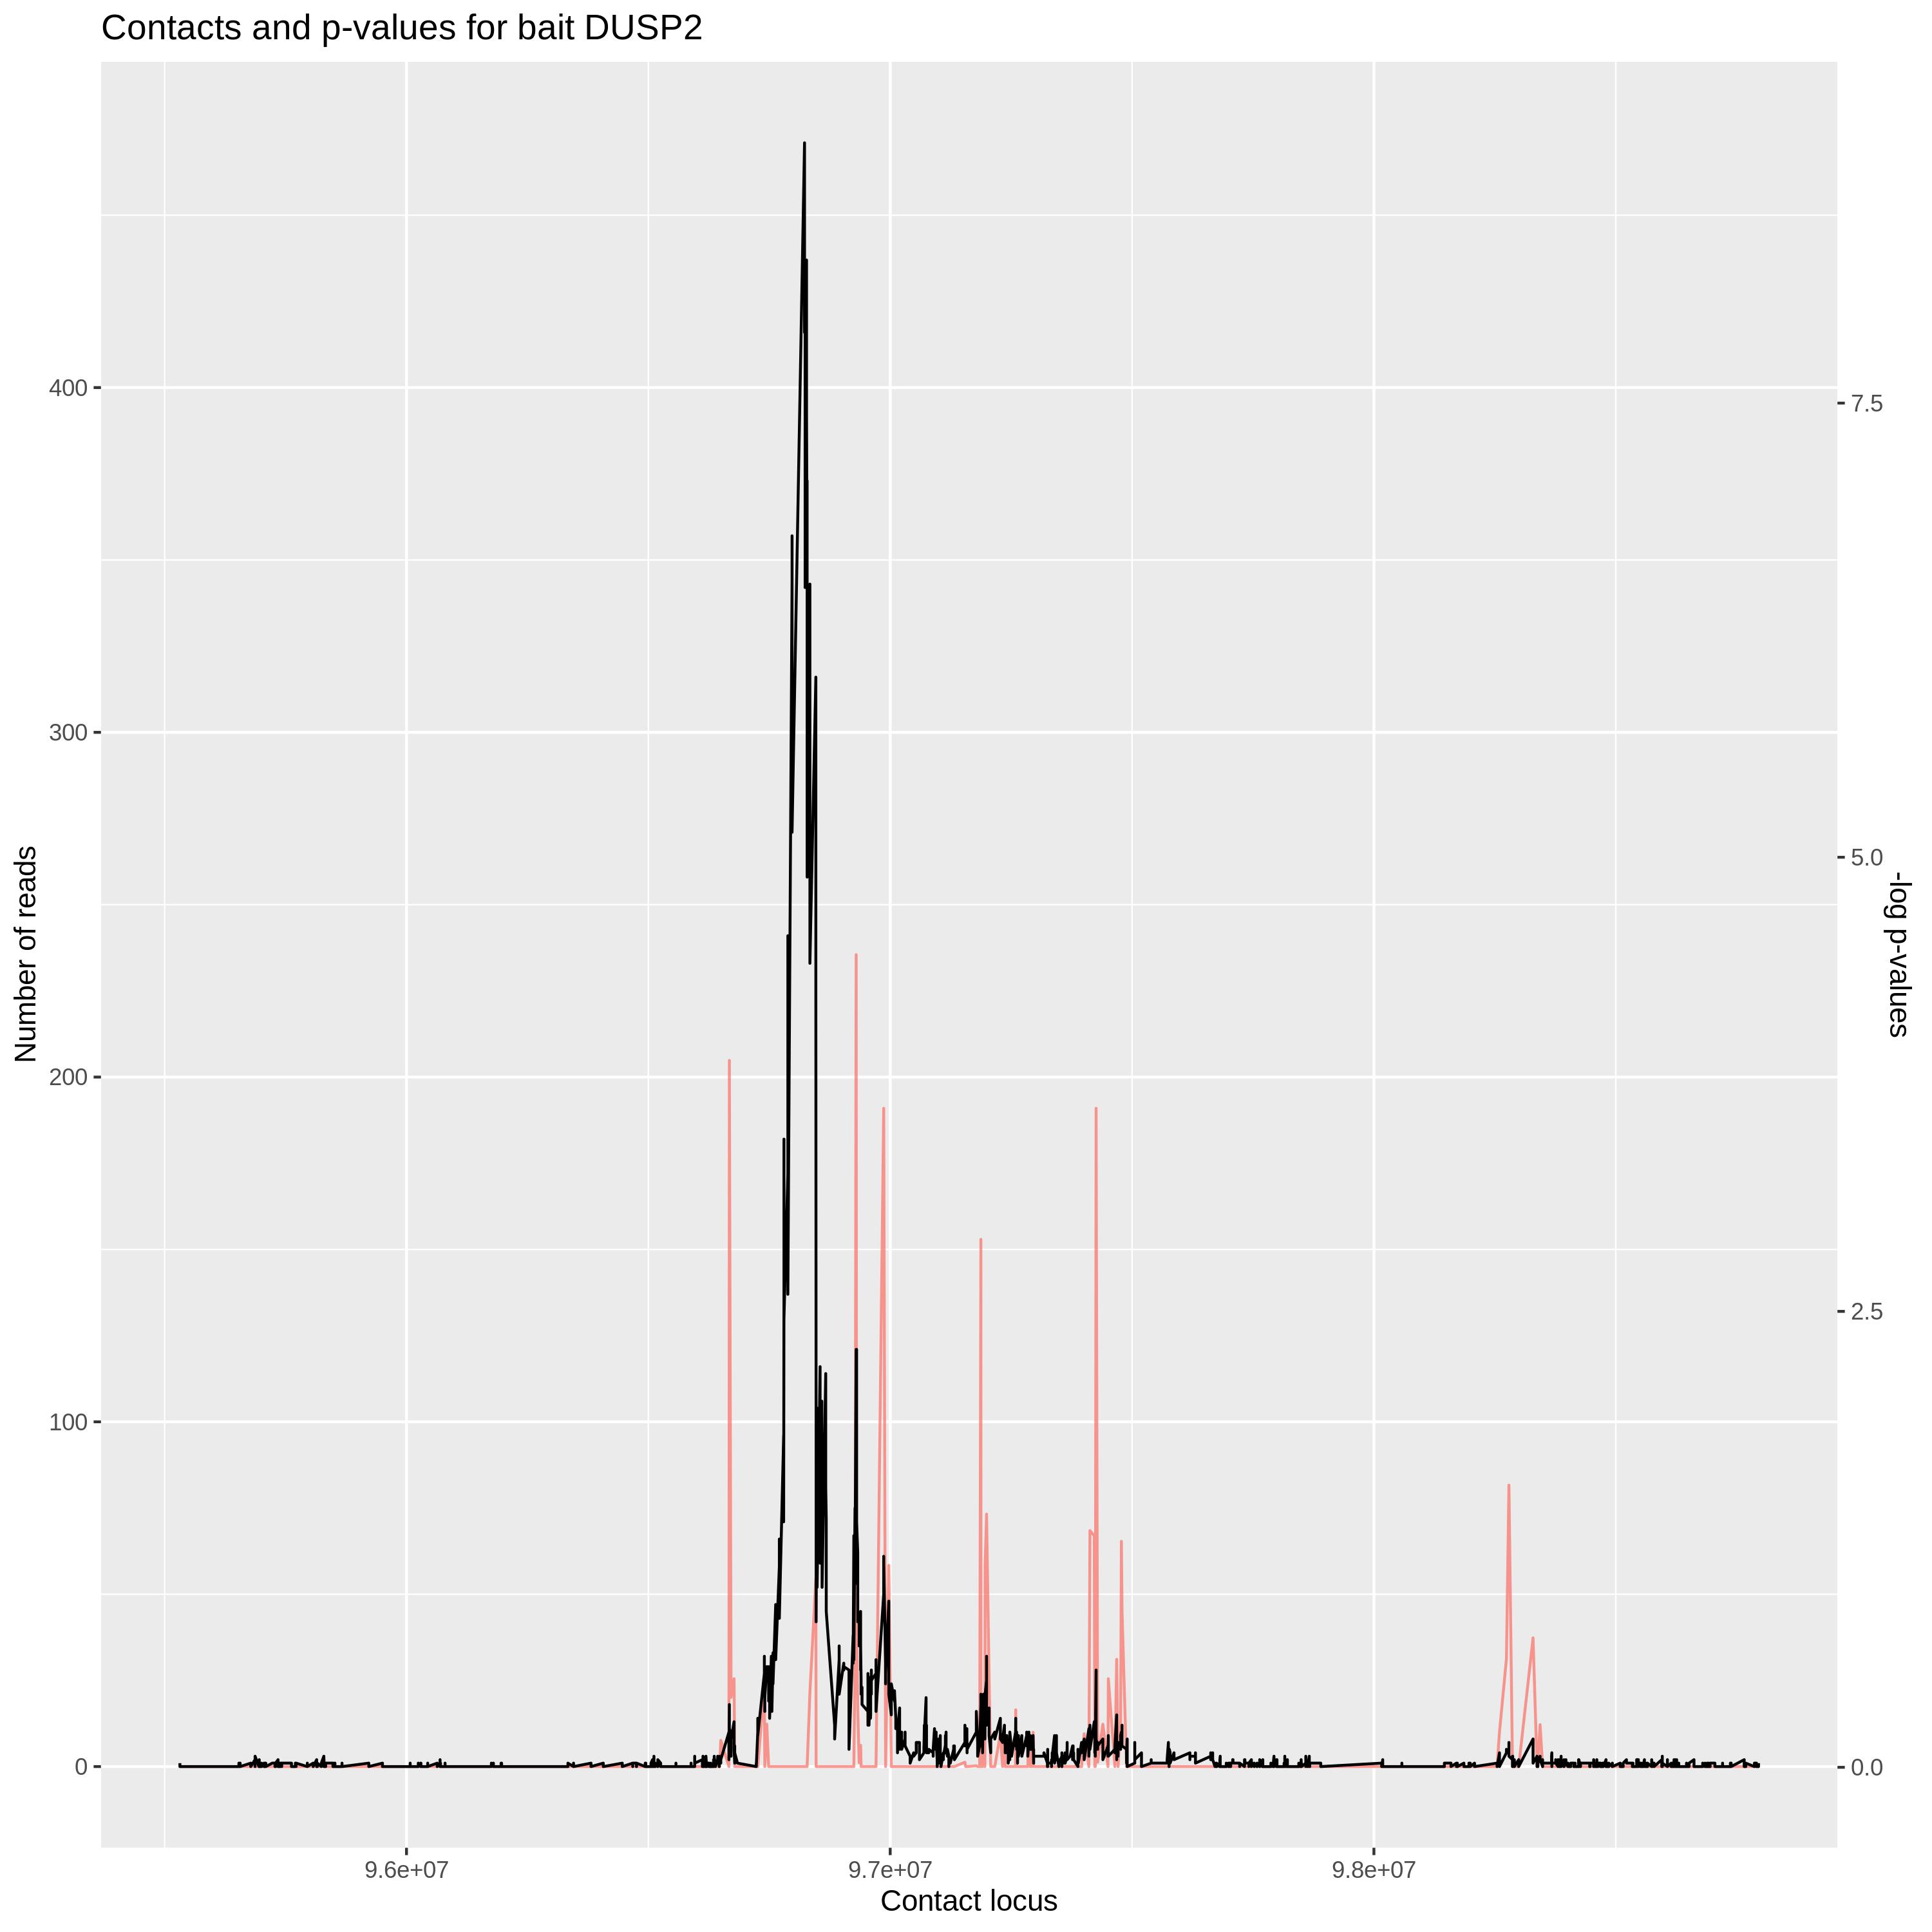 Contacts and p-values for bait DUSP2
Number of reads
400
300
200
100
0
7.5
5.0
2.5
0.0
-log p-values
9.6e+07
9.7e+07
9.8e+07
Contact locus